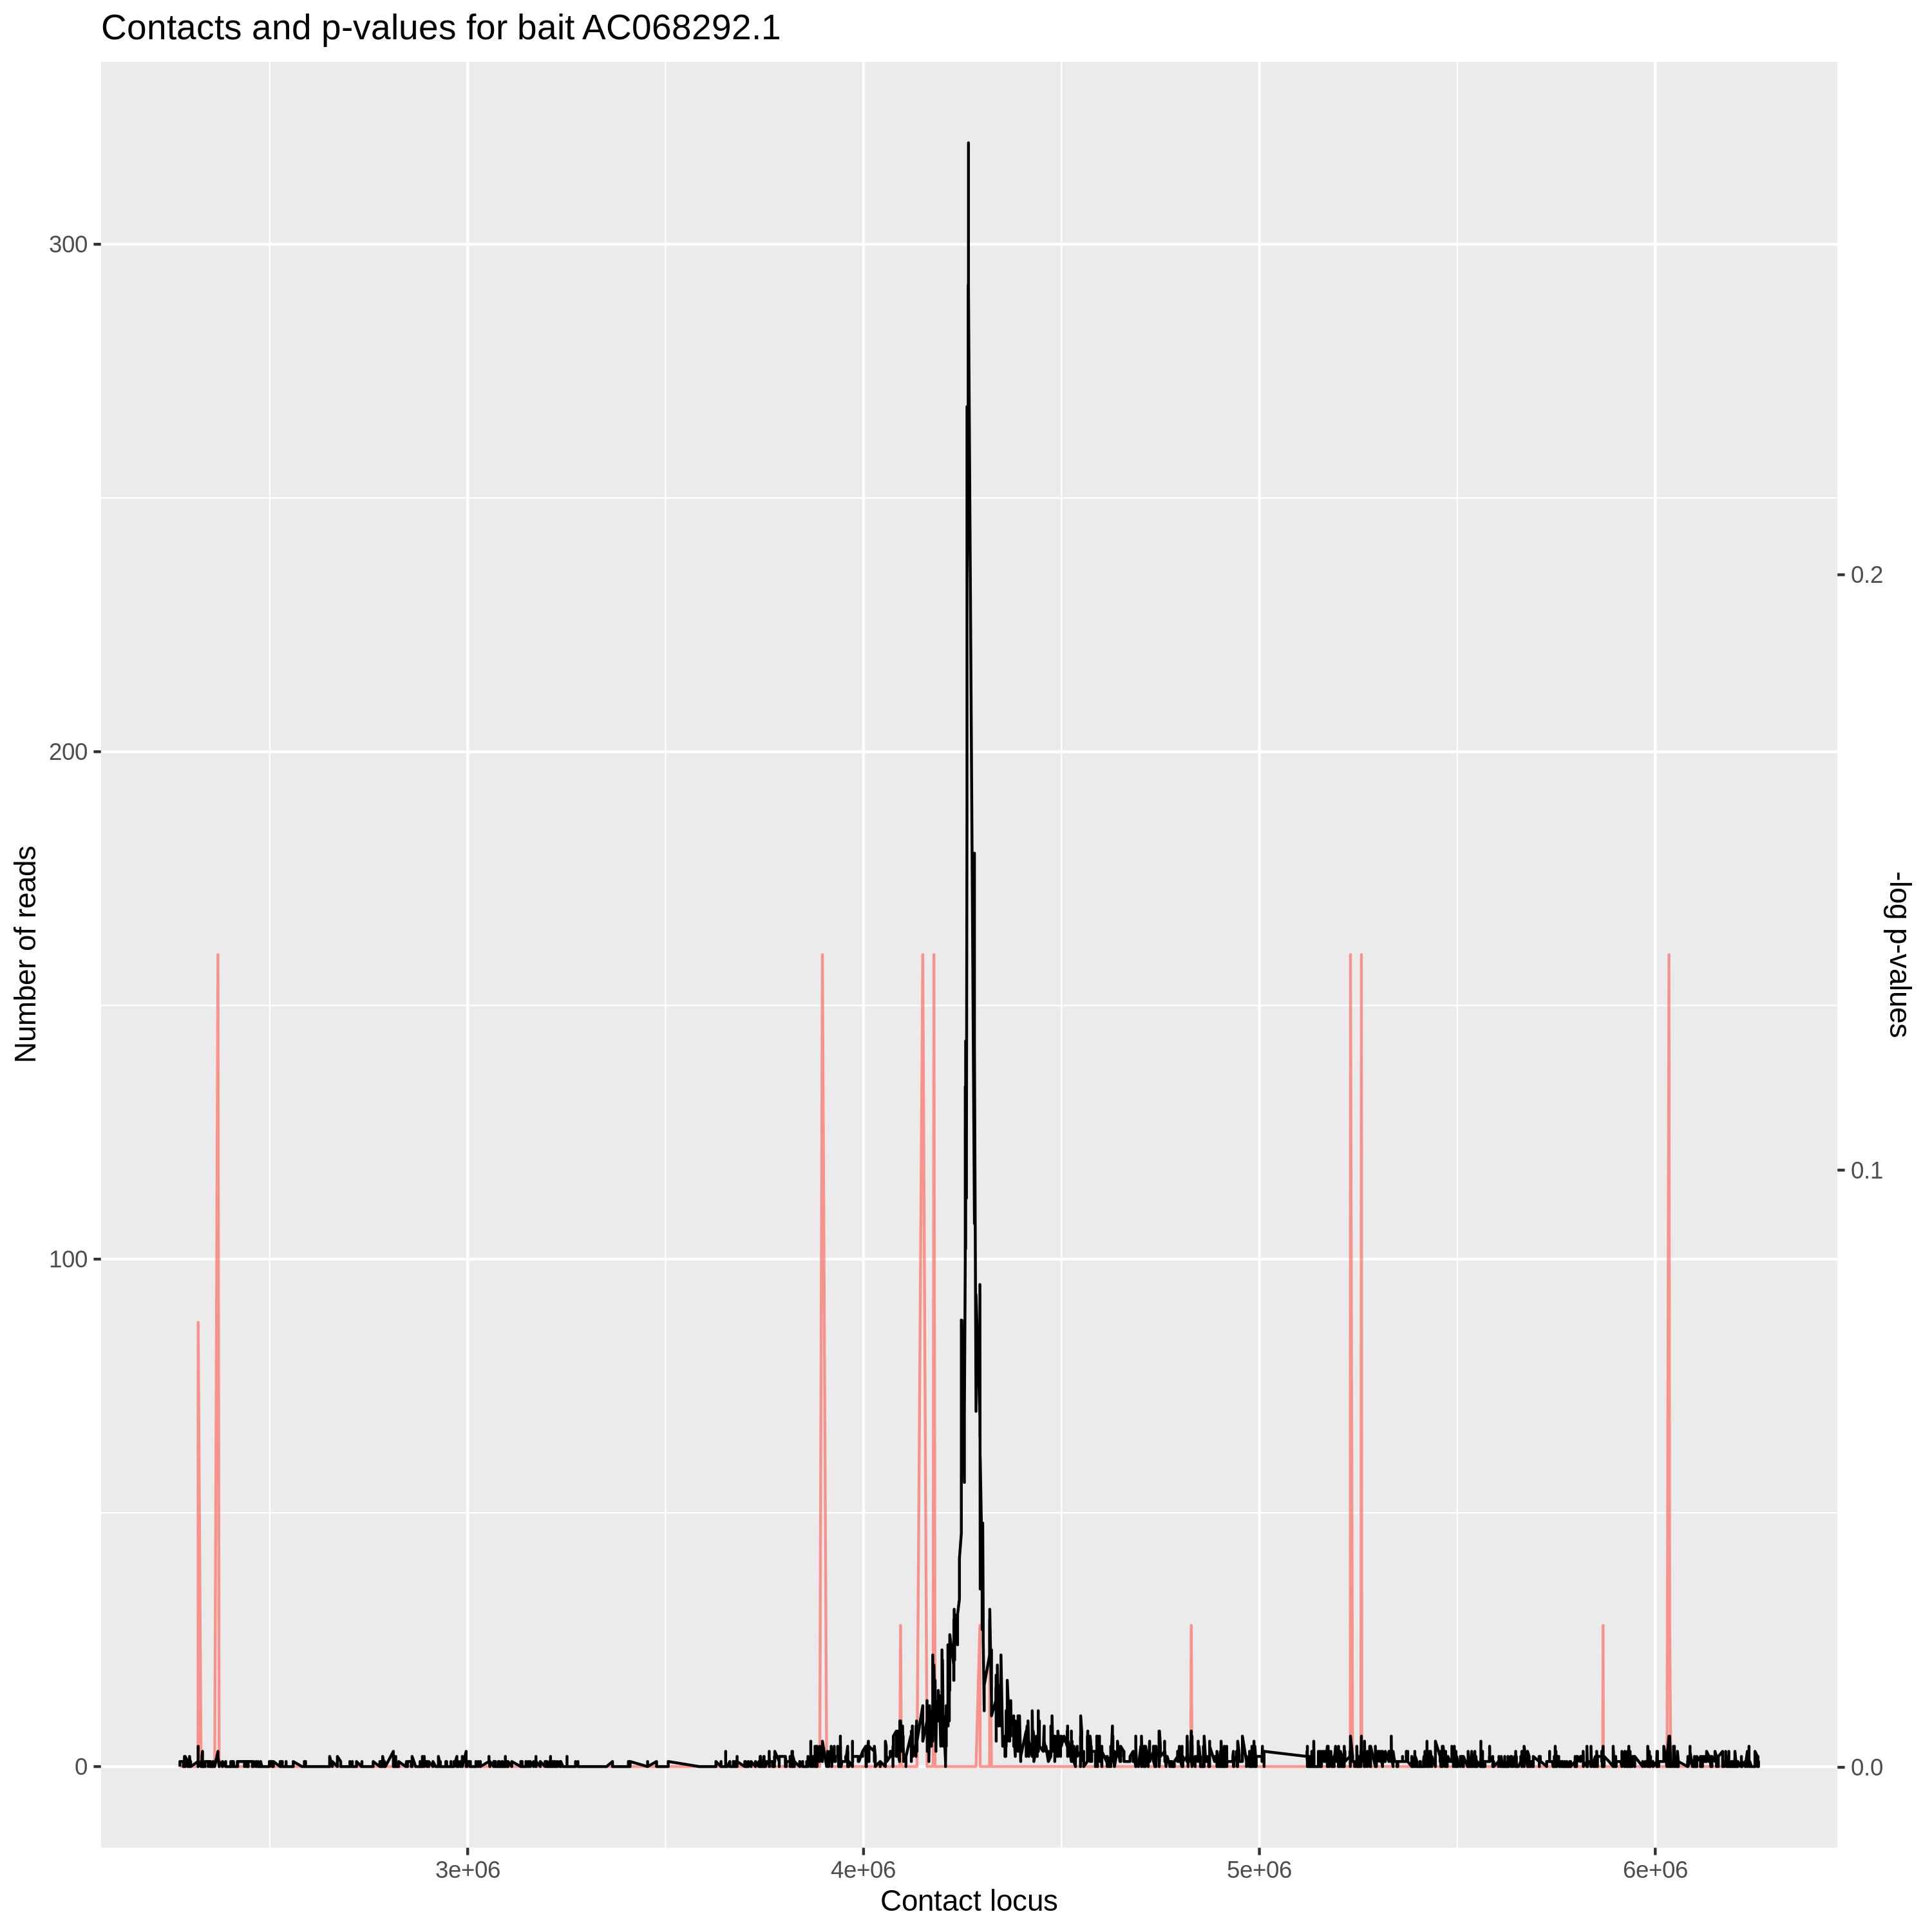 Contacts and p-values for bait AC068292.1
300
200
100
0
Number of reads
0.2
0.1
0.0
-log p-values
3e+06
4e+06
5e+06
6e+06
Contact locus